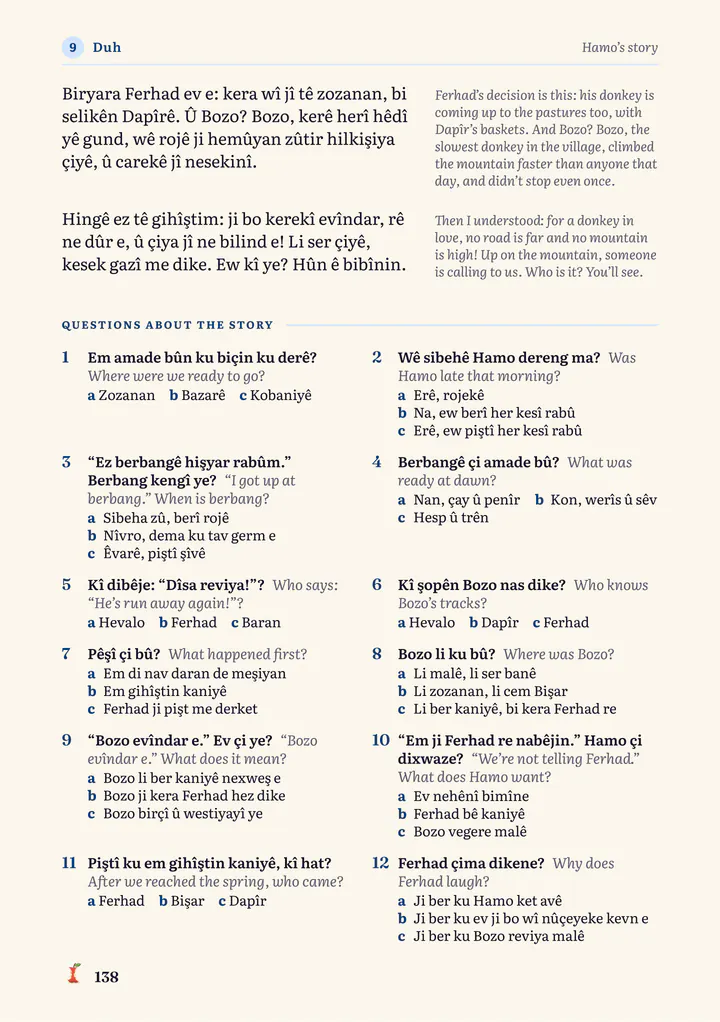 9 Duh
Hamo’s story
Biryara Ferhad ev e: kera wî jî tê zozanan, bi
selikên Dapîrê. Û Bozo? Bozo, kerê herî hêdî
yê gund, wê rojê ji hemûyan zûtir hilkişiya
çiyê, û carekê jî nesekinî.
Ferhad’s decision is this: his donkey is
coming up to the pastures too, with
Dapîr’s baskets. And Bozo? Bozo, the
slowest donkey in the village, climbed
the mountain faster than anyone that
day, and didn’t stop even once.
Hingê ez tê gihîştim: ji bo kerekî evîndar, rê
ne dûr e, û çiya jî ne bilind e! Li ser çiyê,
kesek gazî me dike. Ew kî ye? Hûn ê bibînin.
Then I understood: for a donkey in
love, no road is far and no mountain
is high! Up on the mountain, someone
is calling to us. Who is it? You’ll see.
QUESTIONS ABOUT THE STORY
1 Em amade bûn ku biçin ku derê?
Where were we ready to go?
a Zozanan b Bazarê c Kobaniyê
2 Wê sibehê Hamo dereng ma? Was
Hamo late that morning?
a Erê, rojekê
b Na, ew berî her kesî rabû
c Erê, ew piştî her kesî rabû
3 “Ez berbangê hişyar rabûm.”
Berbang kengî ye? “I got up at
berbang.” When is berbang?
a Sibeha zû, berî rojê
b Nîvro, dema ku tav germ e
c Êvarê, piştî şîvê
4 Berbangê çi amade bû? What was
ready at dawn?
a Nan, çay û penîr b Kon, werîs û sêv
c Hesp û trên
5 Kî dibêje: “Dîsa reviya!”? Who says:
“He’s run away again!”?
a Hevalo b Ferhad c Baran
6 Kî şopên Bozo nas dike? Who knows
Bozo’s tracks?
a Hevalo b Dapîr c Ferhad
7 Pêşî çi bû? What happened first?
a Em di nav daran de meşiyan
b Em gihîştin kaniyê
c Ferhad ji pişt me derket
8 Bozo li ku bû? Where was Bozo?
a Li malê, li ser banê
b Li zozanan, li cem Bişar
c Li ber kaniyê, bi kera Ferhad re
9 “Bozo evîndar e.” Ev çi ye? “Bozo
evîndar e.” What does it mean?
a Bozo li ber kaniyê nexweş e
b Bozo ji kera Ferhad hez dike
c Bozo birçî û westiyayî ye
10 “Em ji Ferhad re nabêjin.” Hamo çi
dixwaze? “We’re not telling Ferhad.”
What does Hamo want?
a Ev nehênî bimîne
b Ferhad bê kaniyê
c Bozo vegere malê
11 Piştî ku em gihîştin kaniyê, kî hat?
After we reached the spring, who came?
a Ferhad b Bişar c Dapîr
12 Ferhad çima dikene? Why does
Ferhad laugh?
a Ji ber ku Hamo ket avê
b Ji ber ku ev ji bo wî nûçeyeke kevn e
c Ji ber ku Bozo reviya malê
138